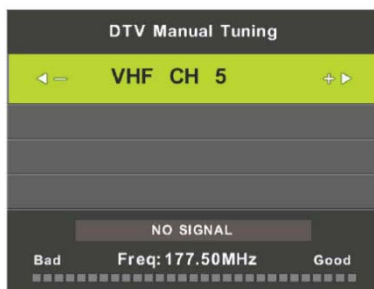 DTV Manual Tuning
VHF CH 5
NO SIGNAL
Bad Freq:177.50MHz Good